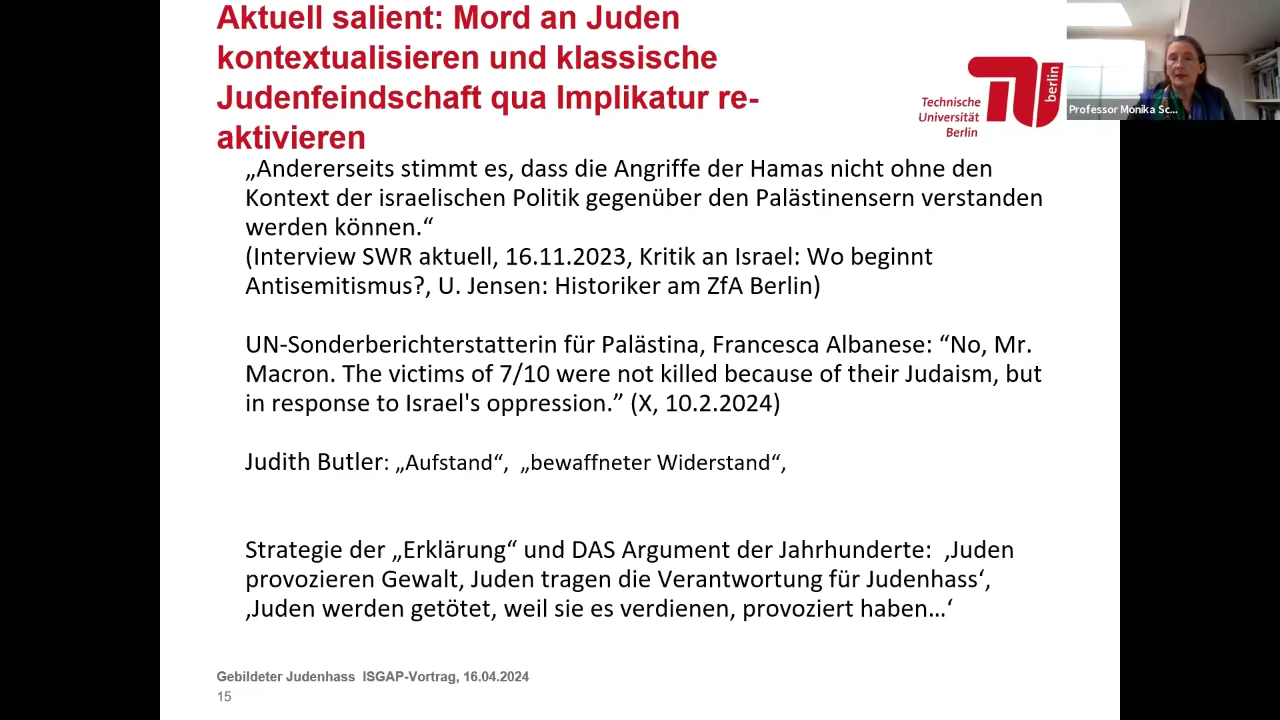 Aktuell salient: Mord an Juden
kontextualisieren und klassische
Judenfeindschaft qua Implikatur re-
aktivieren
Technische
Universität
Berlin
berlin
Professor Monika Sc...
„Andererseits stimmt es, dass die Angriffe der Hamas nicht ohne den
Kontext der israelischen Politik gegenüber den Palästinensern verstanden
werden können.“
(Interview SWR aktuell, 16.11.2023, Kritik an Israel: Wo beginnt
Antisemitismus?, U. Jensen: Historiker am ZfA Berlin)
UN-Sonderberichterstatterin für Palästina, Francesca Albanese: “No, Mr.
Macron. The victims of 7/10 were not killed because of their Judaism, but
in response to Israel's oppression.” (X, 10.2.2024)
Judith Butler: „Aufstand“, „bewaffneter Widerstand“,
Strategie der „Erklärung“ und DAS Argument der Jahrhunderte: ‚Juden
provozieren Gewalt, Juden tragen die Verantwortung für Judenhass‘,
‚Juden werden getötet, weil sie es verdienen, provoziert haben…‘
Gebildeter Judenhass ISGAP-Vortrag, 16.04.2024
15